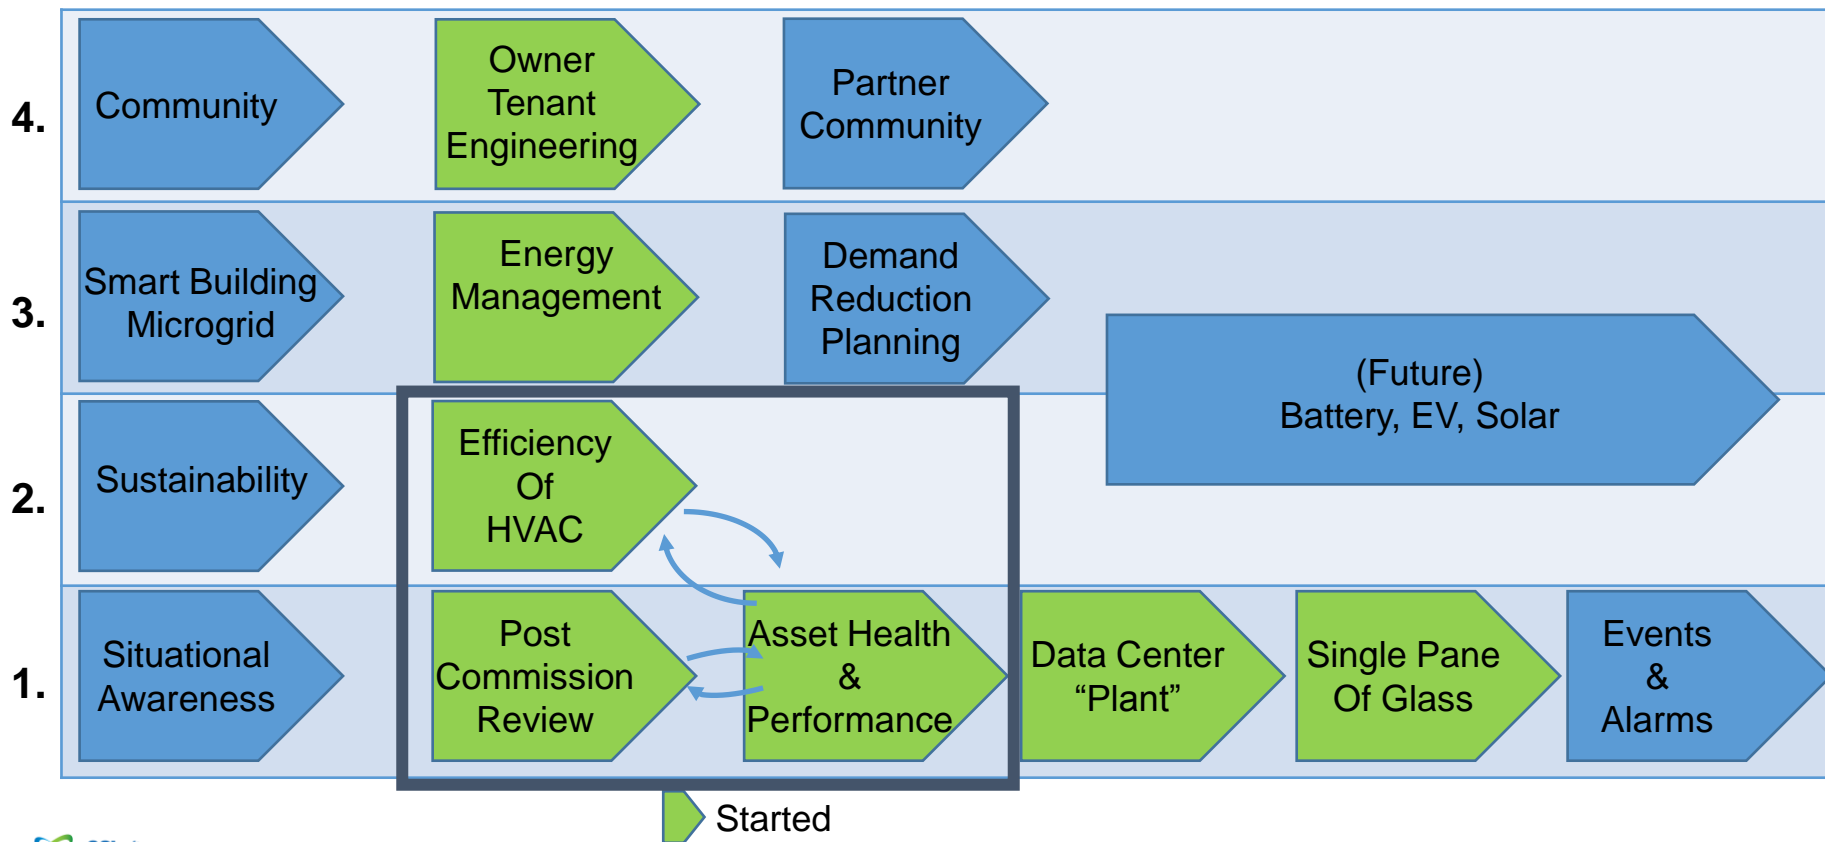 4.
Community
Owner
Tenant
Engineering
Partner
Community
3.
Smart Building
Microgrid
Energy
Management
Demand
Reduction
Planning
(Future)
Battery, EV, Solar
2.
Sustainability
Efficiency
Of
HVAC
1.
Situational
Awareness
Post
Commission
Review
Asset Health
&
Performance
Data Center
“Plant”
Single Pane
Of Glass
Events
&
Alarms
Started